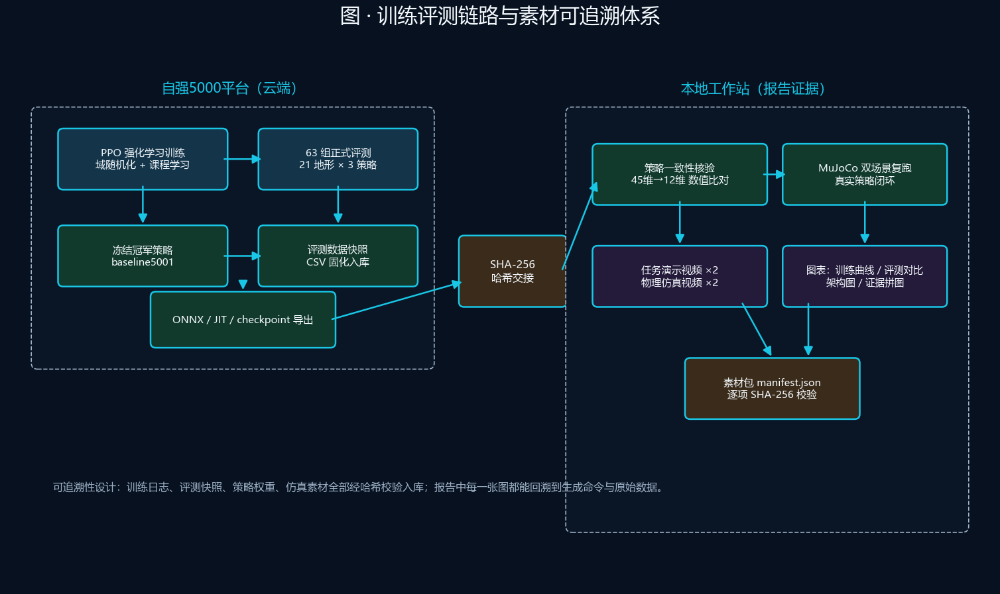 图 · 训练评测链路与素材可追溯体系
自强5000平台（云端）
PPO 强化学习训练
域随机化 + 课程学习
63 组正式评测
21 地形 × 3 策略
冻结冠军策略
baseline5001
评测数据快照
CSV 固化入库
ONNX / JIT / checkpoint 导出
SHA-256
哈希交接
本地工作站（报告证据）
策略一致性核验
45维→12维 数值比对
MuJoCo 双场景复跑
真实策略闭环
任务演示视频 ×2
物理仿真视频 ×2
图表：训练曲线 / 评测对比
架构图 / 证据拼图
素材包 manifest.json
逐项 SHA-256 校验
可追溯性设计：训练日志、评测快照、策略权重、仿真素材全部经哈希校验入库；报告中每一张图都能回溯到生成命令与原始数据。